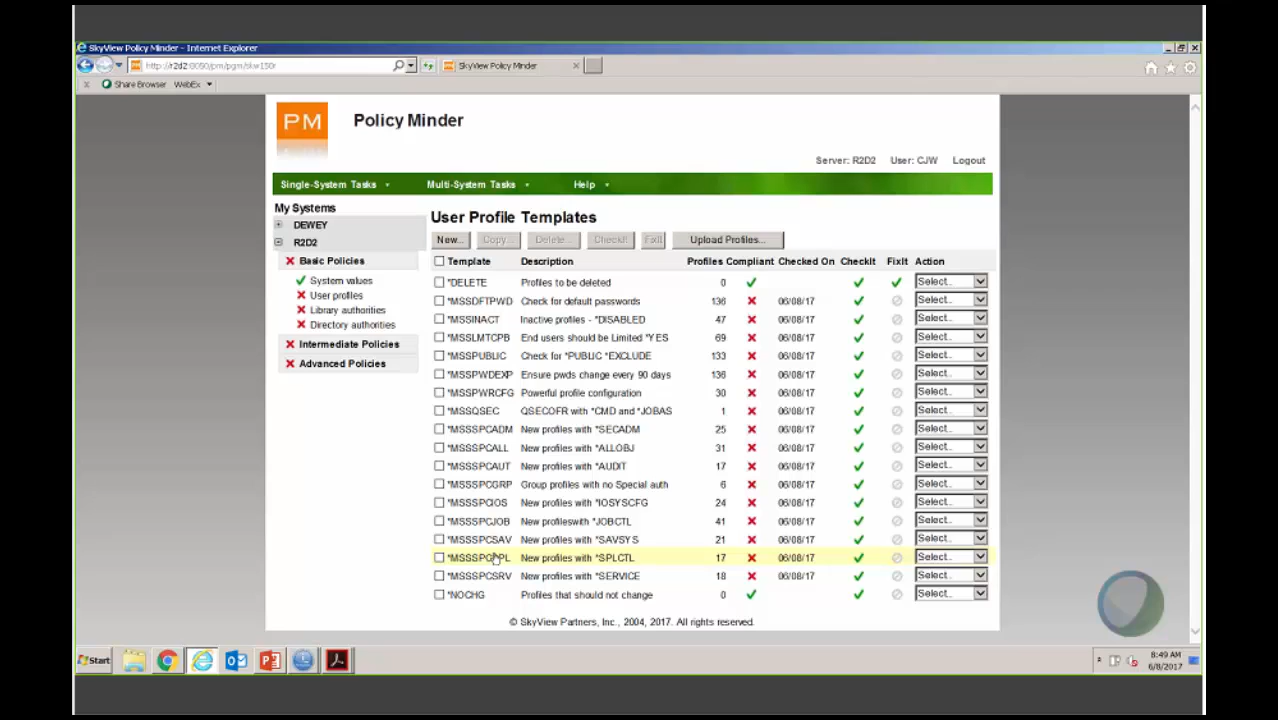 SkyView Policy Minder - Internet Explorer
http://r2d2:8050/pm/pgm/skw150r
SkyView Policy Minder
x Share Browser WebEx
PM
Policy Minder
Server: R2D2 User: CJW Logout
Single-System Tasks Multi-System Tasks Help
My Systems
DEWEY
R2D2
Basic Policies
System values
User profiles
Library authorities
Directory authorities
Intermediate Policies
Advanced Policies
User Profile Templates
New... Copy... Delete... CheckIt FixIt Upload Profiles...
Template Description Profiles Compliant Checked On CheckIt FixIt Action
*DELETE Profiles to be deleted 0 Select..
*MSSDFTPWD Check for default passwords 136 06/08/17 Select..
*MSSINACT Inactive profiles - *DISABLED 47 06/08/17 Select..
*MSSLMTCPB End users should be Limited *YES 69 06/08/17 Select..
*MSSPUBLIC Check for *PUBLIC *EXCLUDE 133 06/08/17 Select..
*MSSPWDEXP Ensure pwds change every 90 days 136 06/08/17 Select..
*MSSPWRCFG Powerful profile configuration 30 06/08/17 Select..
*MSSQSEC QSECOFR with *CMD and *JOBAS 1 06/08/17 Select..
*MSSSPCADM New profiles with *SECADM 25 06/08/17 Select..
*MSSSPCALL New profiles with *ALLOBJ 31 06/08/17 Select..
*MSSSPCAUT New profiles with *AUDIT 17 06/08/17 Select..
*MSSSPCGRP Group profiles with no Special auth 6 06/08/17 Select..
*MSSSPCIOS New profiles with *IOSYSCFG 24 06/08/17 Select..
*MSSSPCJOB New profileswith *JOBCTL 41 06/08/17 Select..
*MSSSPCSAV New profiles with *SAVSYS 21 06/08/17 Select..
New profiles with *SPLCTL 17 06/08/17 Select..
*MSSSPCSRV New profiles with *SERVICE 18 06/08/17 Select..
*NOCHG Profiles that should not change 0 Select..
© SkyView Partners, Inc., 2004, 2017. All rights reserved.
Start
8:49 AM
6/8/2017